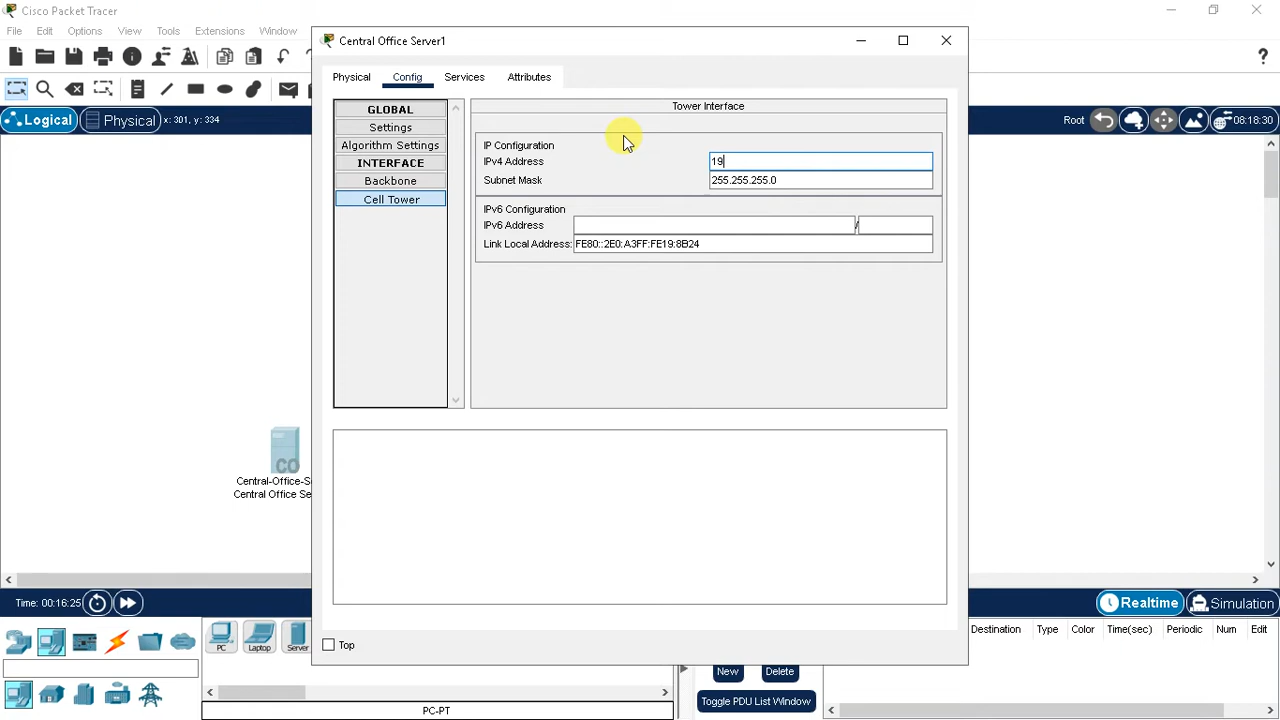 Cisco Packet Tracer
File Edit Options View Tools Extensions Window
Logical
Physical
x: 301, y: 334
Root
08:18:30
Central Office Server1
Physical Config Services Attributes
GLOBAL
Settings
Algorithm Settings
INTERFACE
Backbone
Cell Tower
Tower Interface
IP Configuration
IPv4 Address 19
Subnet Mask 255.255.255.0
IPv6 Configuration
IPv6 Address /
Link Local Address: FE80::2E0:A3FF:FE19:8B24
CO
Central-Office-S
Central Office Se
Top
Time: 00:16:25
Realtime
Simulation
PC Laptop Server
PC-PT
New Delete
Toggle PDU List Window
Destination Type Color Time(sec) Periodic Num Edit